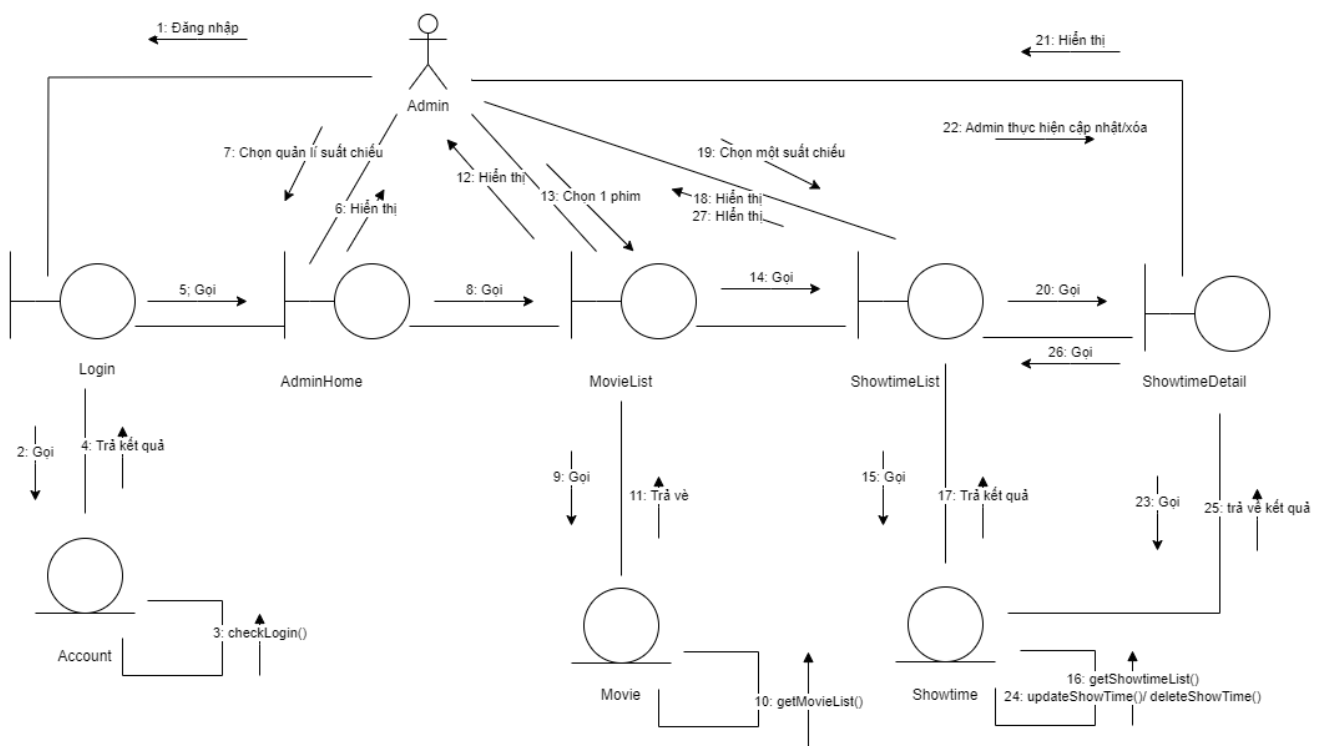 1: Đăng nhập
21: Hiển thị
Admin
22: Admin thực hiện cập nhật/xóa
7: Chọn quản lí suất chiếu
19: Chọn một suất chiếu
12: Hiển thị
13: Chọn 1 phim
18: Hiển thị
6: Hiển thị
27: HIển thị
5; Gọi
8: Gọi
14: Gọi
20: Gọi
26: Gọi
Login
AdminHome
MovieList
ShowtimeList
ShowtimeDetail
2: Gọi
4: Trả kết quả
9: Gọi
11: Trả vè
15: Gọi
17: Trả kết quả
23: Gọi
25: trả về kết quả
3: checkLogin()
Account
Movie
10: getMovieList()
Showtime
16: getShowtimeList()
24: updateShowTime()/ deleteShowTime()